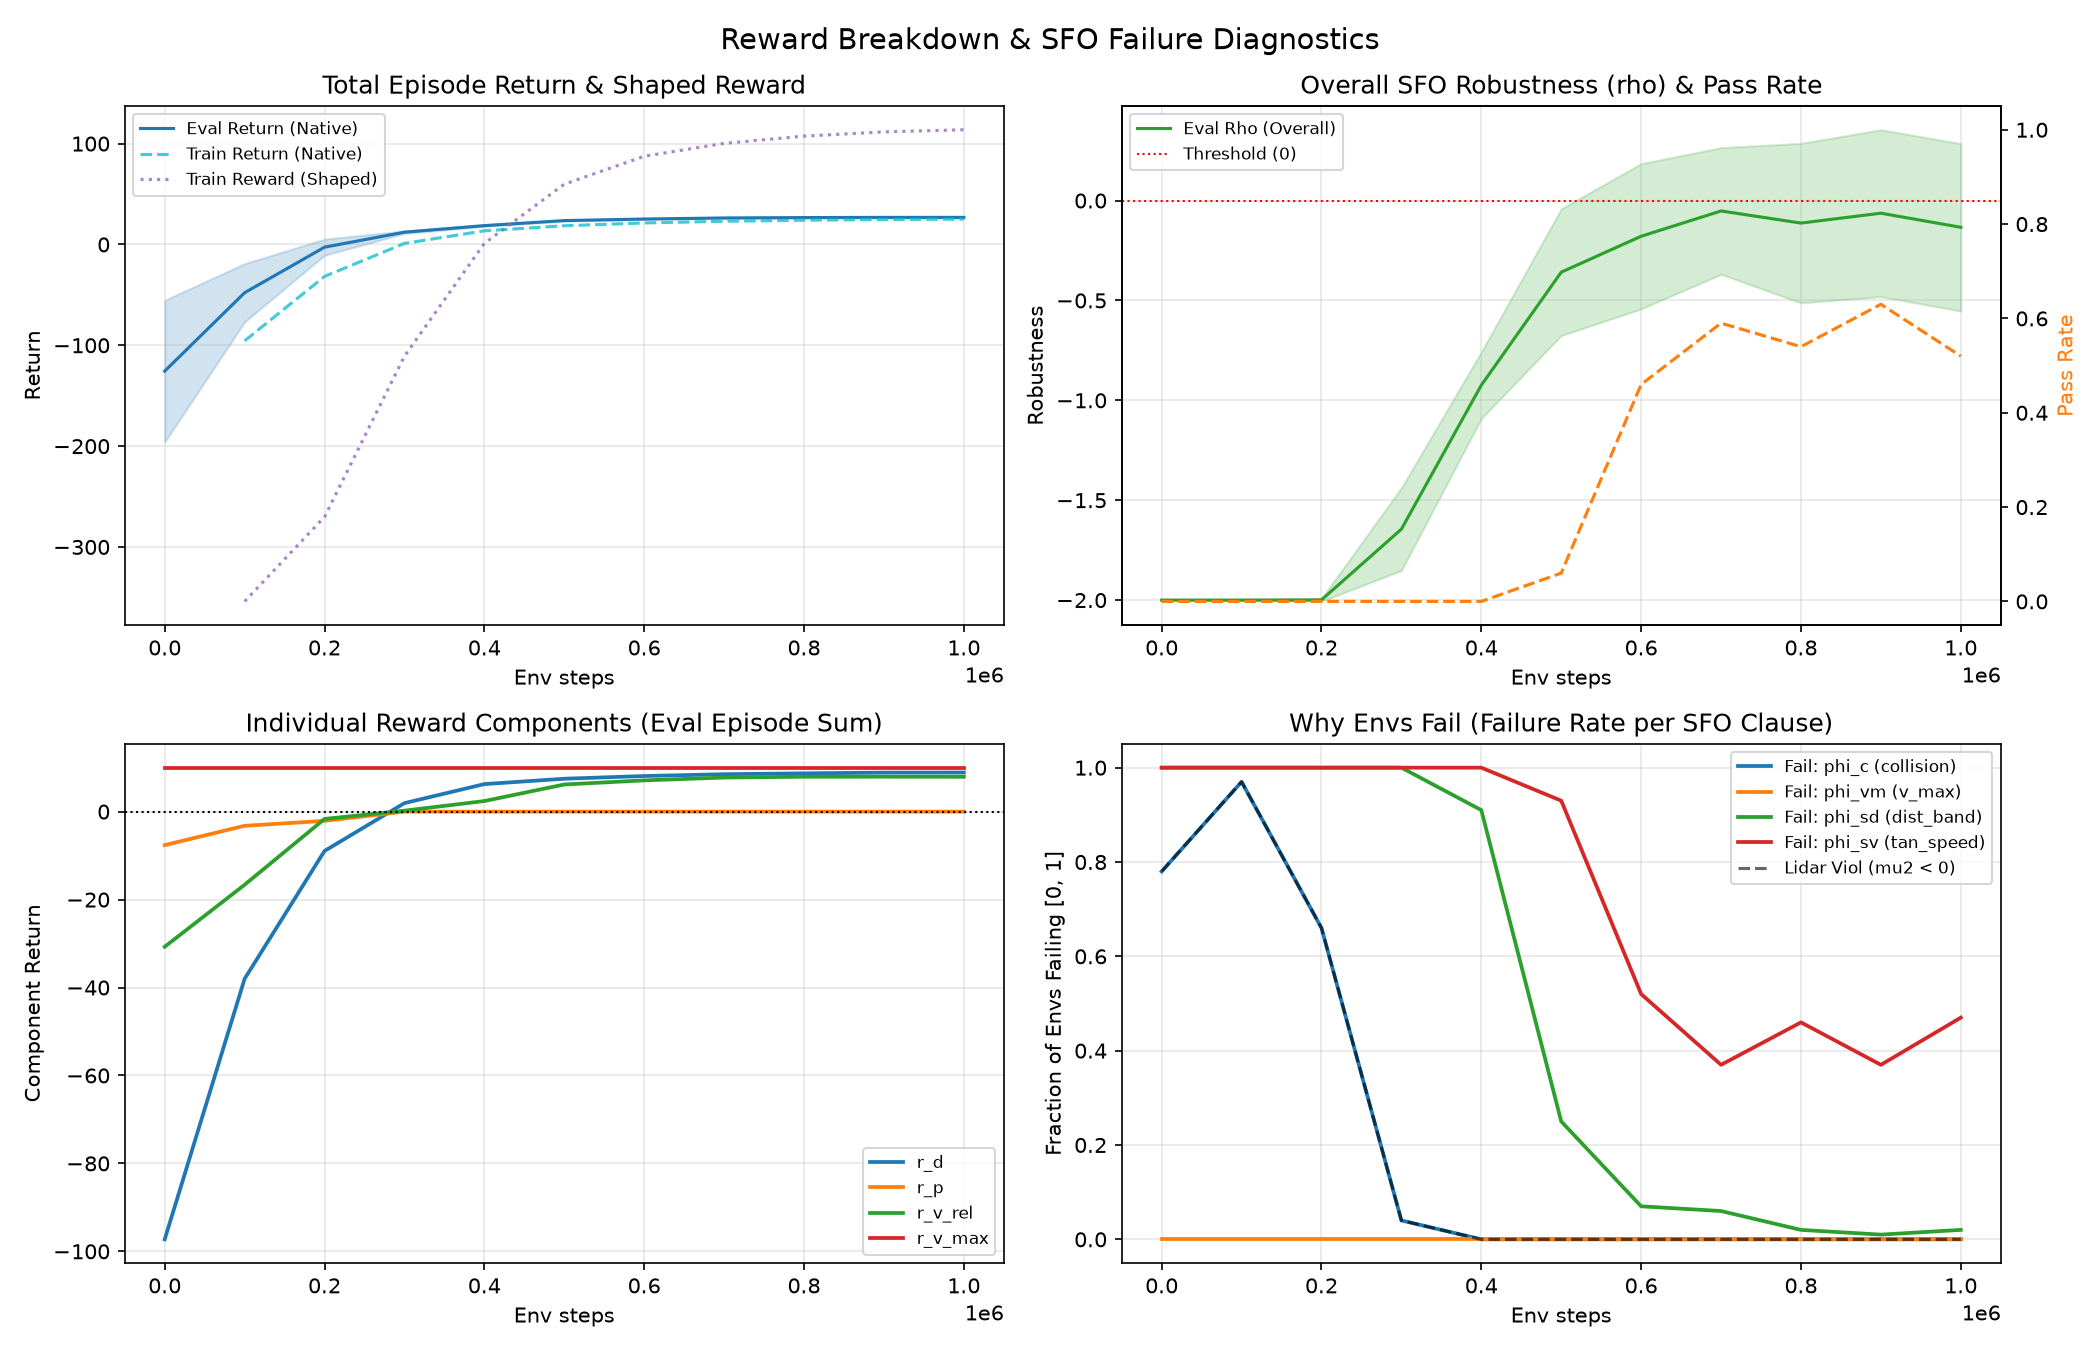 Reward Breakdown & SFO Failure Diagnostics
Total Episode Return & Shaped Reward
Eval Return (Native)
Train Return (Native)
Train Reward (Shaped)
100
0
−100
−200
−300
Return
0.0 0.2 0.4 0.6 0.8 1.0
1e6
Env steps
Overall SFO Robustness (rho) & Pass Rate
Eval Rho (Overall)
Threshold (0)
0.0
−0.5
−1.0
−1.5
−2.0
Robustness
1.0
0.8
0.6
0.4
0.2
0.0
Pass Rate
0.0 0.2 0.4 0.6 0.8 1.0
1e6
Env steps
Individual Reward Components (Eval Episode Sum)
0
−20
−40
−60
−80
−100
Component Return
r_d
r_p
r_v_rel
r_v_max
0.0 0.2 0.4 0.6 0.8 1.0
1e6
Env steps
Why Envs Fail (Failure Rate per SFO Clause)
Fail: phi_c (collision)
Fail: phi_vm (v_max)
Fail: phi_sd (dist_band)
Fail: phi_sv (tan_speed)
Lidar Viol (mu2 < 0)
1.0
0.8
0.6
0.4
0.2
0.0
Fraction of Envs Failing [0, 1]
0.0 0.2 0.4 0.6 0.8 1.0
1e6
Env steps